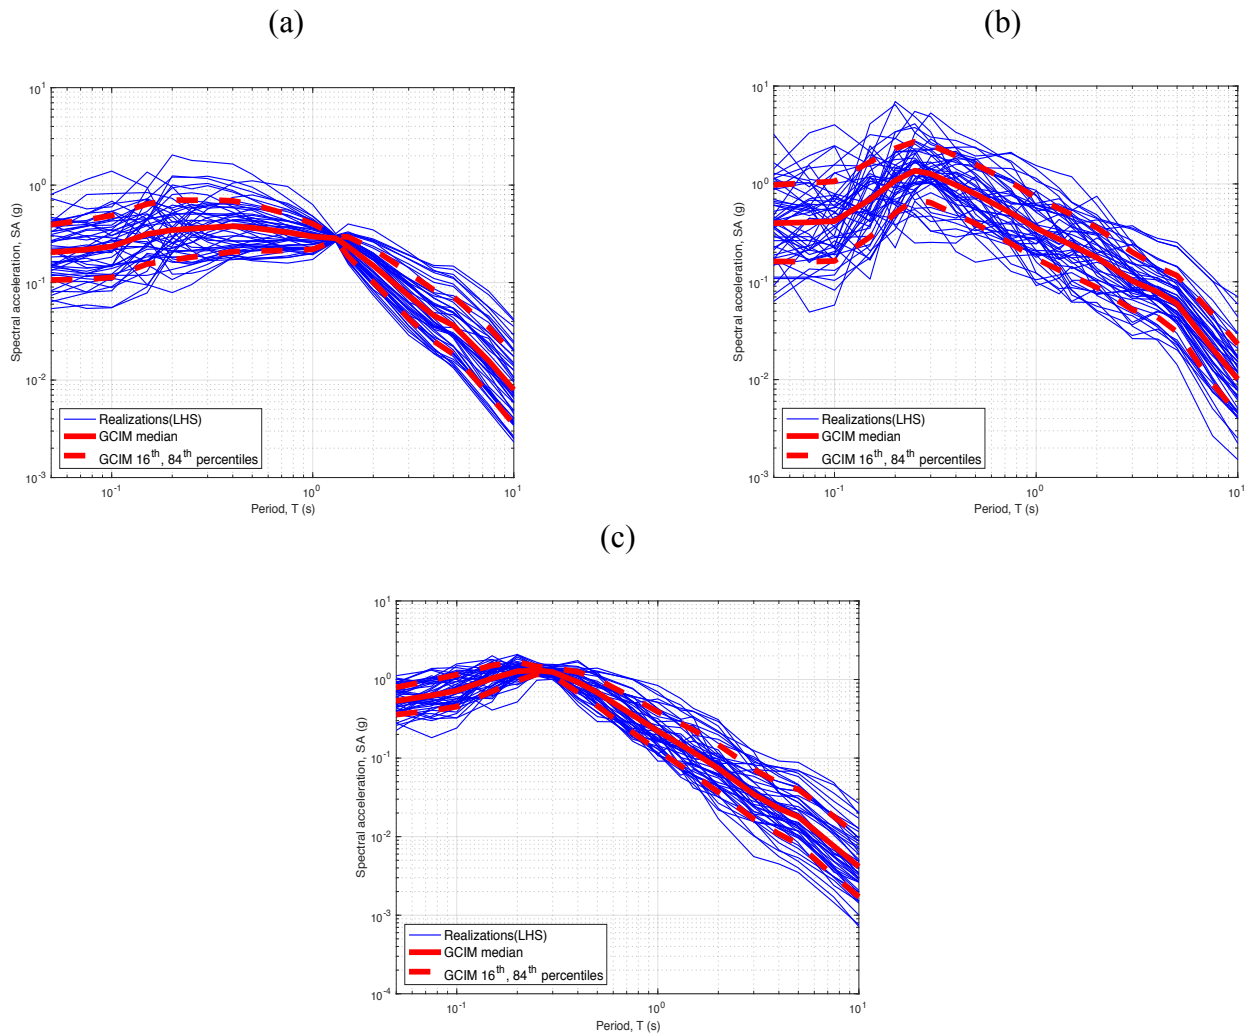 (a)
(b)
10^1
10^0
10^-1
10^-2
10^-3
Spectral acceleration, SA (g)
Realizations(LHS)
GCIM median
GCIM 16^th, 84^th percentiles
10^-1
10^0
10^1
Period, T (s)
10^1
10^0
10^-1
10^-2
10^-3
Spectral acceleration, SA (g)
Realizations(LHS)
GCIM median
GCIM 16^th, 84^th percentiles
10^-1
10^0
10^1
Period, T (s)
(c)
10^1
10^0
10^-1
10^-2
10^-3
10^-4
Spectral acceleration, SA (g)
Realizations(LHS)
GCIM median
GCIM 16^th, 84^th percentiles
10^-1
10^0
10^1
Period, T (s)